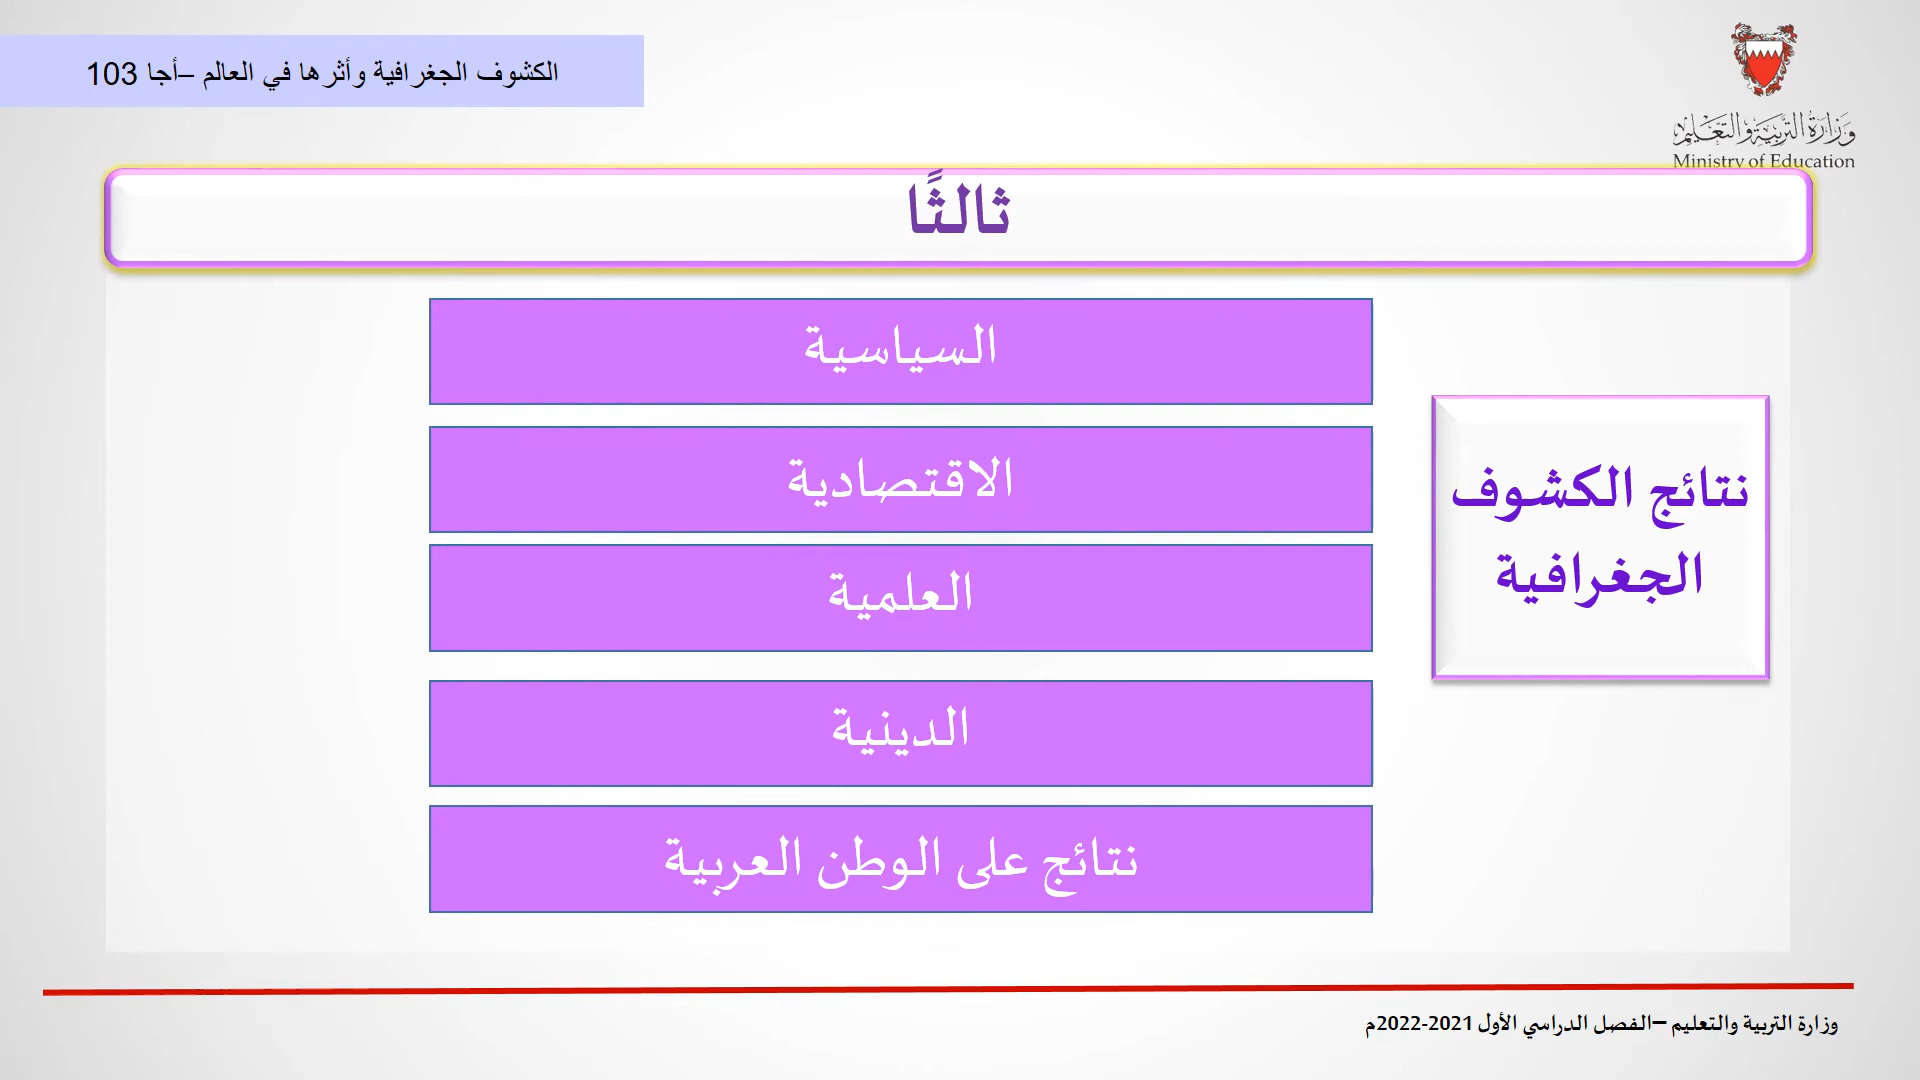 الكشوف الجغرافية وأثرها في العالم –أجا 103
وزارة التربية والتعليم
Ministry of Education
ثالثًا
نتائج الكشوف
الجغرافية
السياسية
الاقتصادية
العلمية
الدينية
نتائج على الوطن العربية
وزارة التربية والتعليم –الفصل الدراسي الأول 2021-2022م